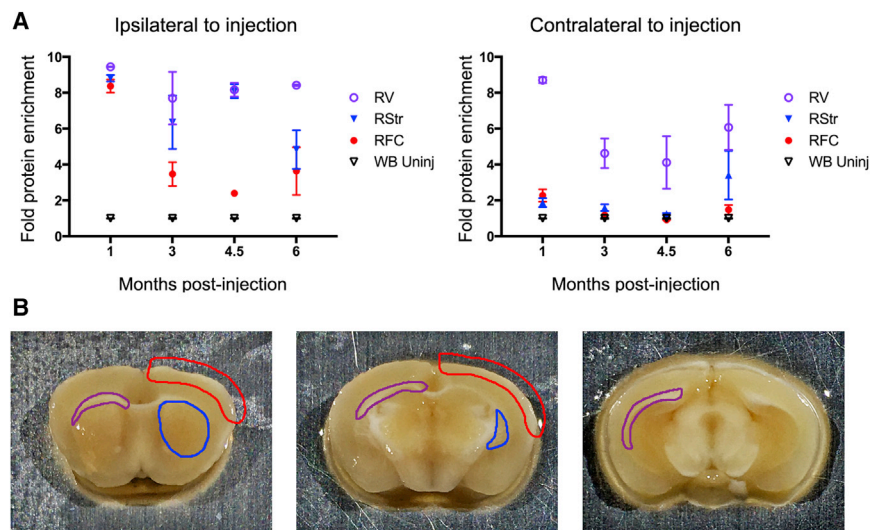 A
Ipsilateral to injection
Contralateral to injection
Fold protein enrichment
10
8
6
4
2
0
1
3
4.5
6
Months post-injection
RV
RStr
RFC
WB Uninj
Fold protein enrichment
10
8
6
4
2
0
1
3
4.5
6
Months post-injection
RV
RStr
RFC
WB Uninj
B